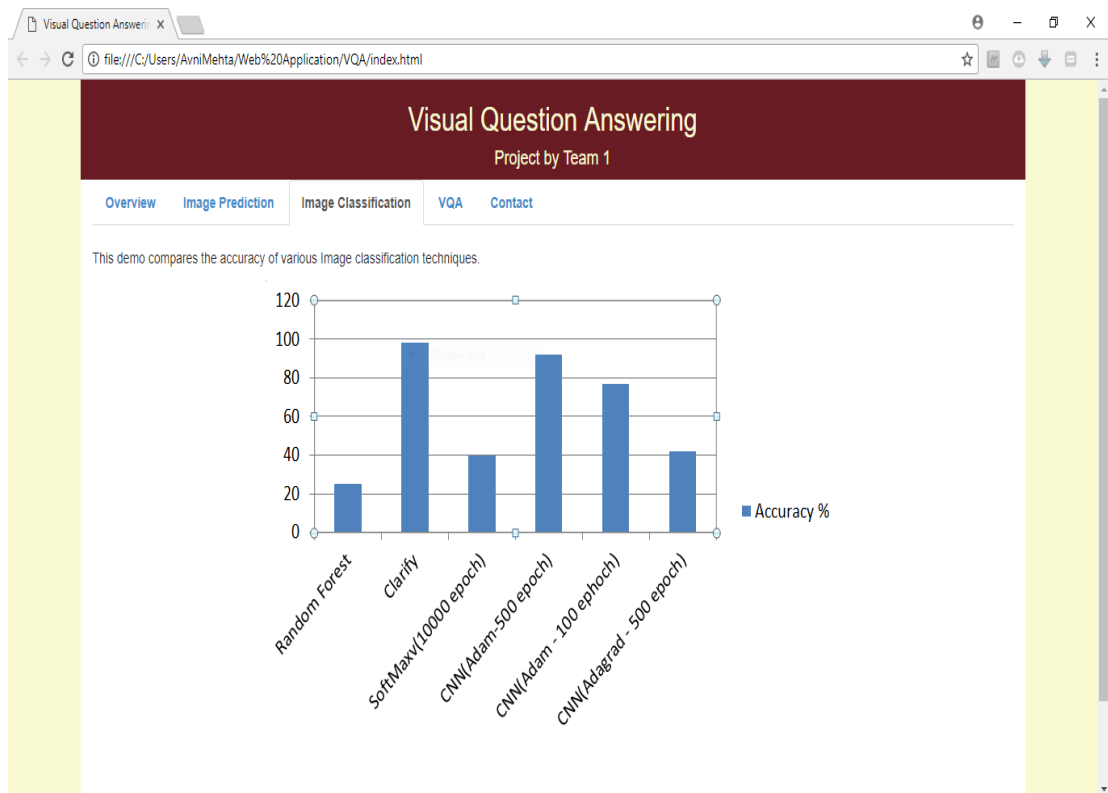 Visual Question Answerin
file:///C:/Users/AvniMehta/Web%20Application/VQA/index.html
Visual Question Answering
Project by Team 1
Overview Image Prediction Image Classification VQA Contact
This demo compares the accuracy of various Image classification techniques.
120
100
80
60
40
20
0
Accuracy %
Random Forest
Clarify
SoftMaxv(10000 epoch)
CNN(Adam-500 epoch)
CNN(Adam - 100 ephoch)
CNN(Adagrad - 500 epoch)